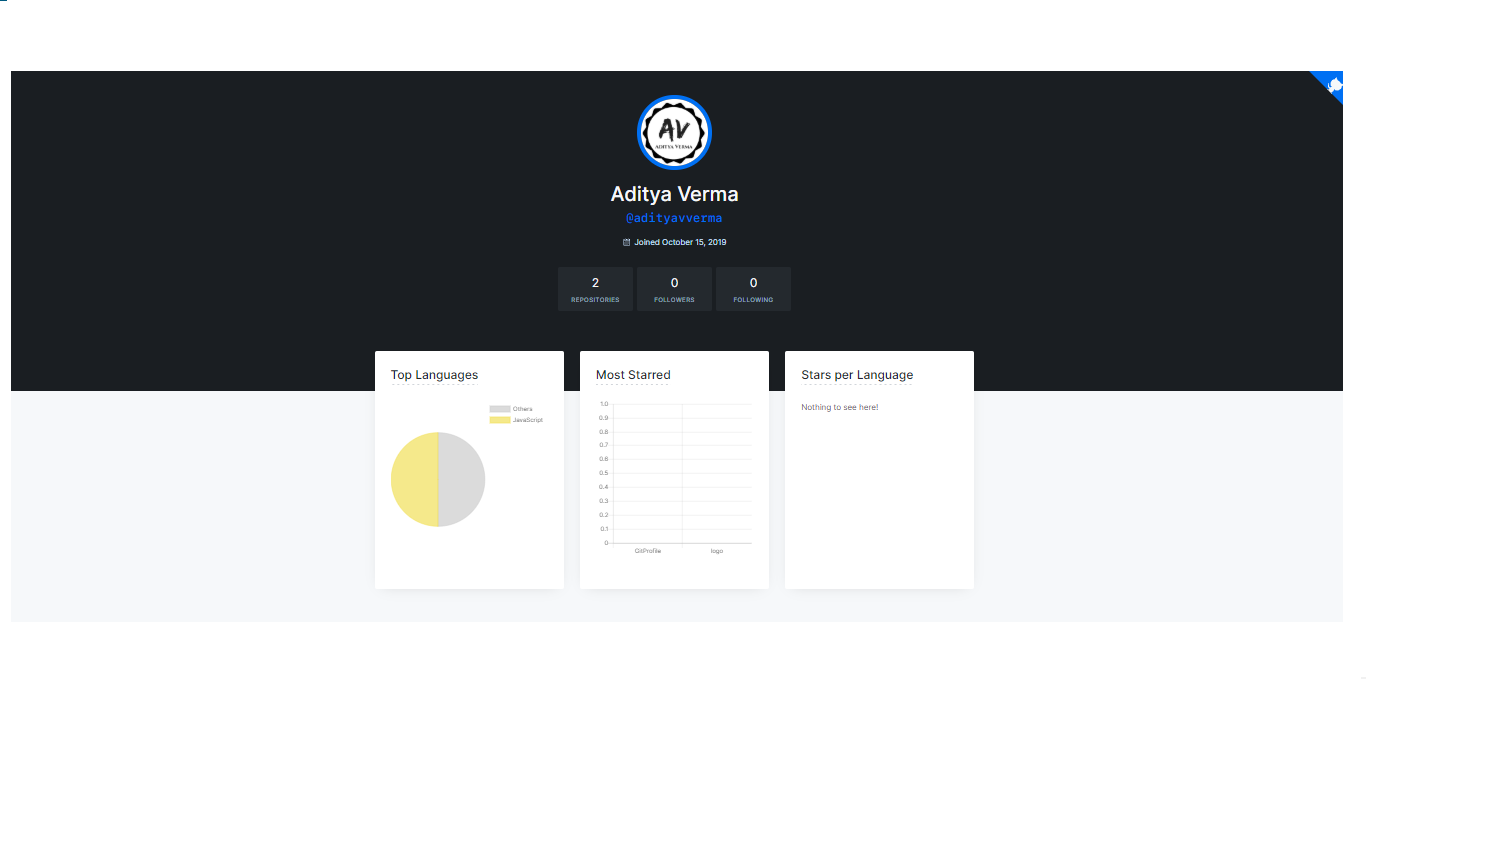 AV
ADITYA VERMA
Aditya Verma
@adityavverma
Joined October 15, 2019
2 0 0
REPOSITORIES FOLLOWERS FOLLOWING
Top Languages
Others
JavaScript
Most Starred
1.0
0.9
0.8
0.7
0.6
0.5
0.4
0.3
0.2
0.1
0
GitProfile logo
Stars per Language
Nothing to see here!